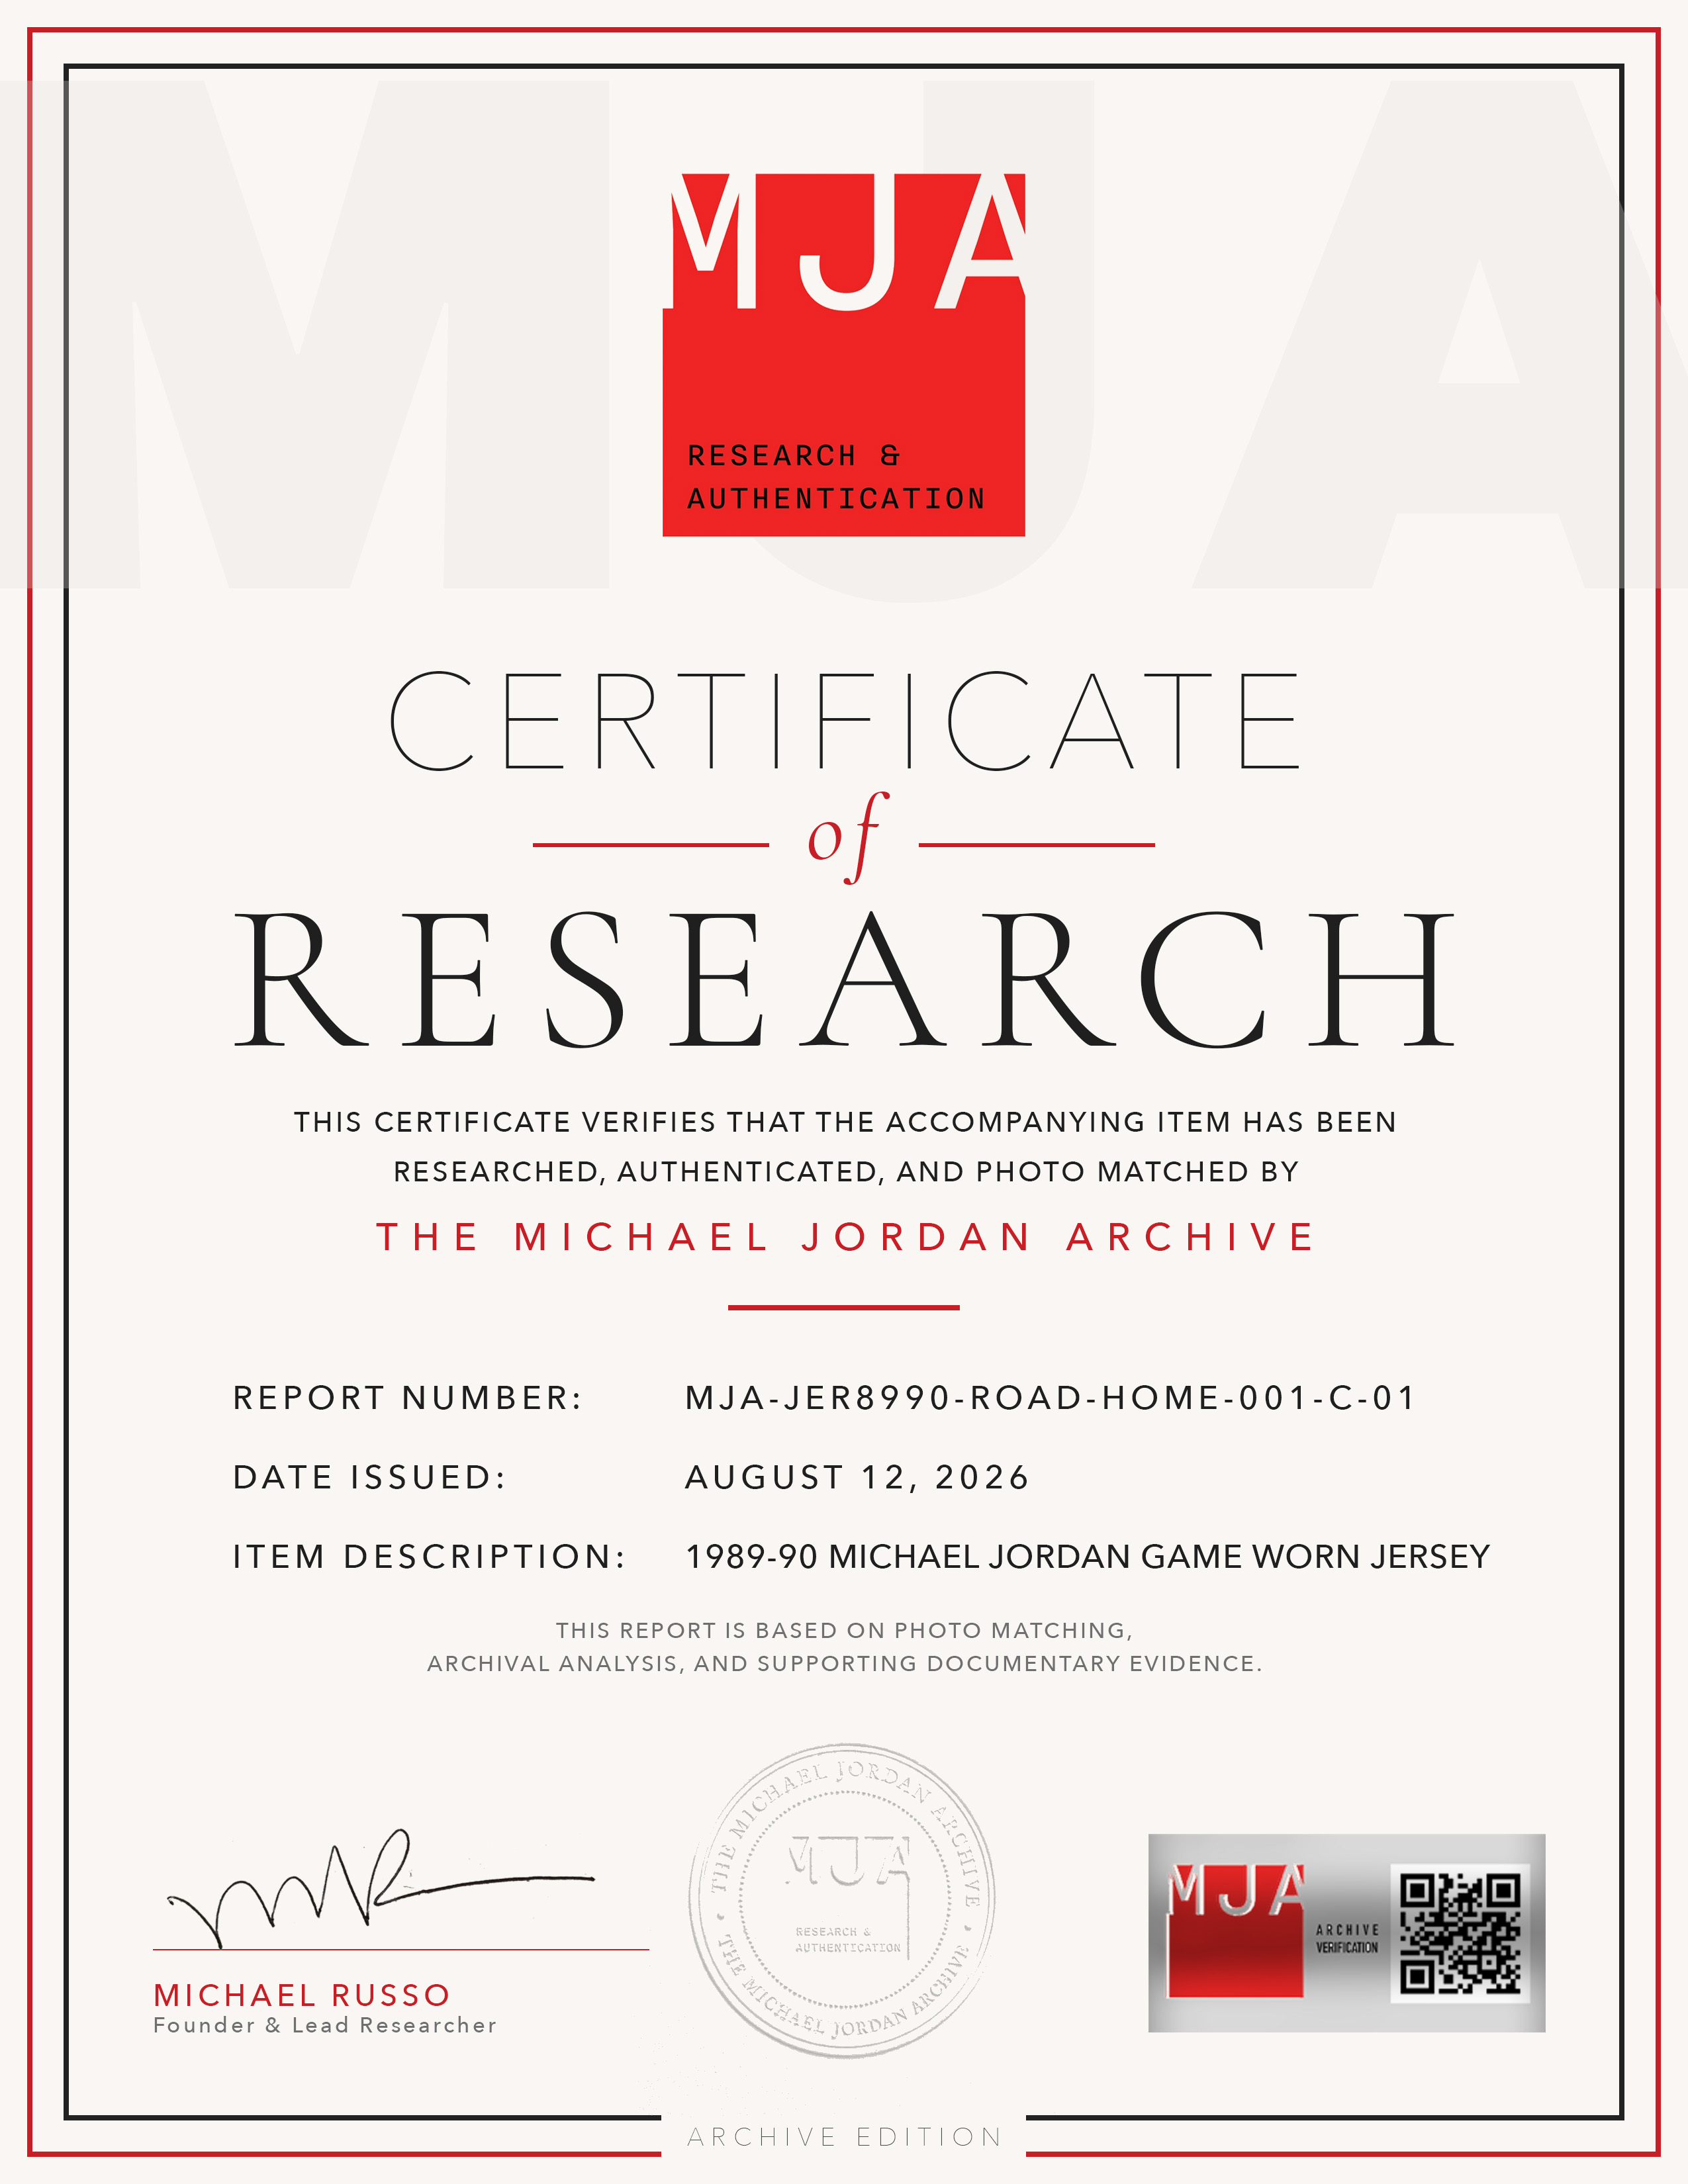 MJA
MJA
RESEARCH &
AUTHENTICATION
CERTIFICATE
of
RESEARCH
THIS CERTIFICATE VERIFIES THAT THE ACCOMPANYING ITEM HAS BEEN
RESEARCHED, AUTHENTICATED, AND PHOTO MATCHED BY
THE MICHAEL JORDAN ARCHIVE
REPORT NUMBER: MJA-JER8990-ROAD-HOME-001-C-01
DATE ISSUED: AUGUST 12, 2026
ITEM DESCRIPTION: 1989-90 MICHAEL JORDAN GAME WORN JERSEY
THIS REPORT IS BASED ON PHOTO MATCHING,
ARCHIVAL ANALYSIS, AND SUPPORTING DOCUMENTARY EVIDENCE.
MICHAEL RUSSO
Founder & Lead Researcher
• THE MICHAEL JORDAN ARCHIVE •
THE MICHAEL JORDAN ARCHIVE
MJA
RESEARCH &
AUTHENTICATION
MJA
ARCHIVE
VERIFICATION
ARCHIVE EDITION